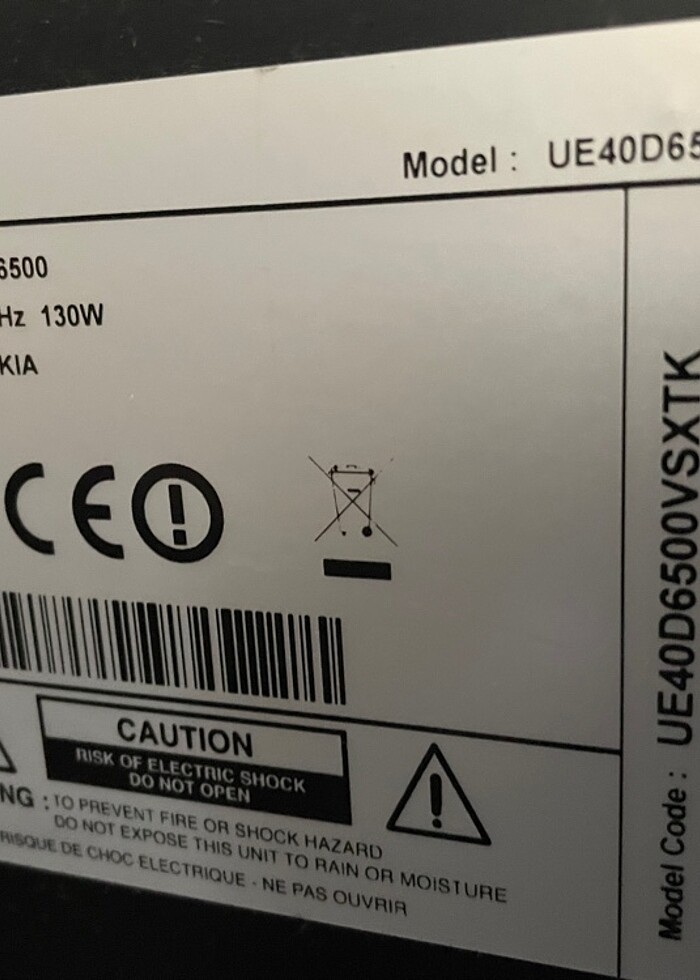 Model : UE40D65
6500
Hz 130W
KIA
CE
CAUTION
RISK OF ELECTRIC SHOCK
DO NOT OPEN
NG : TO PREVENT FIRE OR SHOCK HAZARD
DO NOT EXPOSE THIS UNIT TO RAIN OR MOISTURE
RISQUE DE CHOC ELECTRIQUE - NE PAS OUVRIR
Model Code : UE40D6500VSXTK